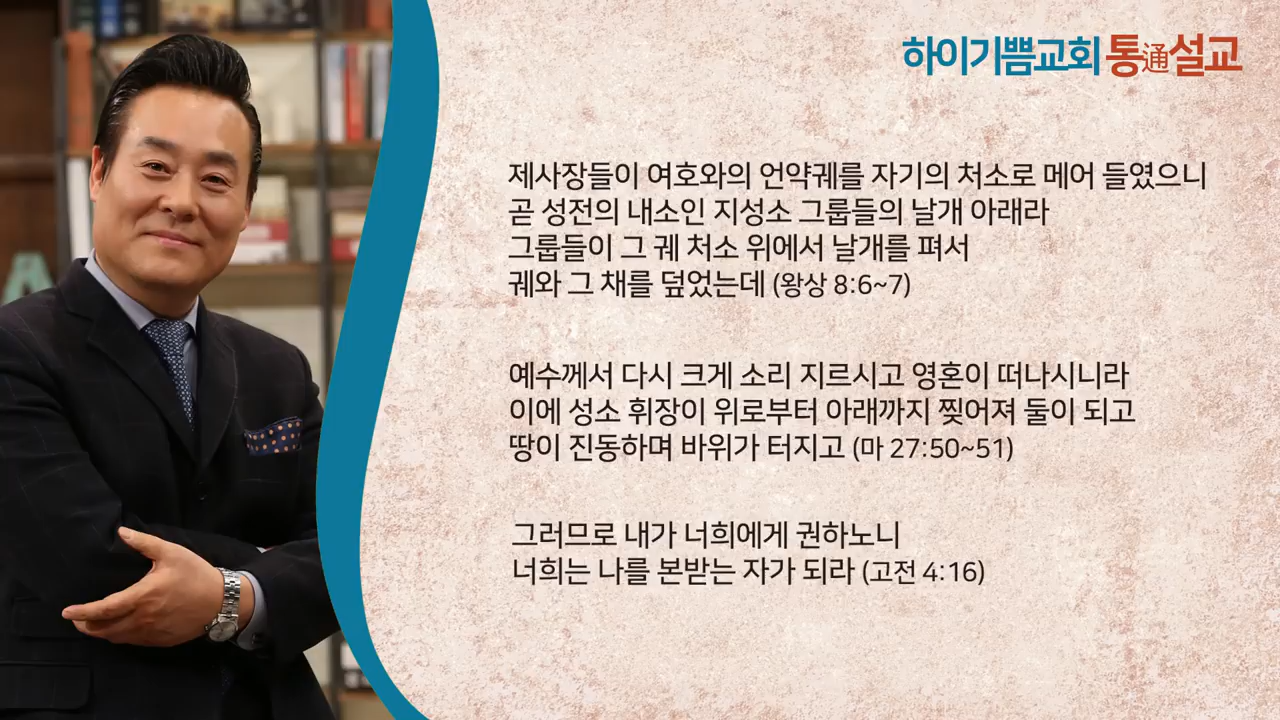 하이기쁨교회 통通설교
제사장들이 여호와의 언약궤를 자기의 처소로 메어 들였으니
곧 성전의 내소인 지성소 그룹들의 날개 아래라
그룹들이 그 궤 처소 위에서 날개를 펴서
궤와 그 채를 덮었는데 (왕상 8:6~7)
예수께서 다시 크게 소리 지르시고 영혼이 떠나시니라
이에 성소 휘장이 위로부터 아래까지 찢어져 둘이 되고
땅이 진동하며 바위가 터지고 (마 27:50~51)
그러므로 내가 너희에게 권하노니
너희는 나를 본받는 자가 되라 (고전 4:16)
A